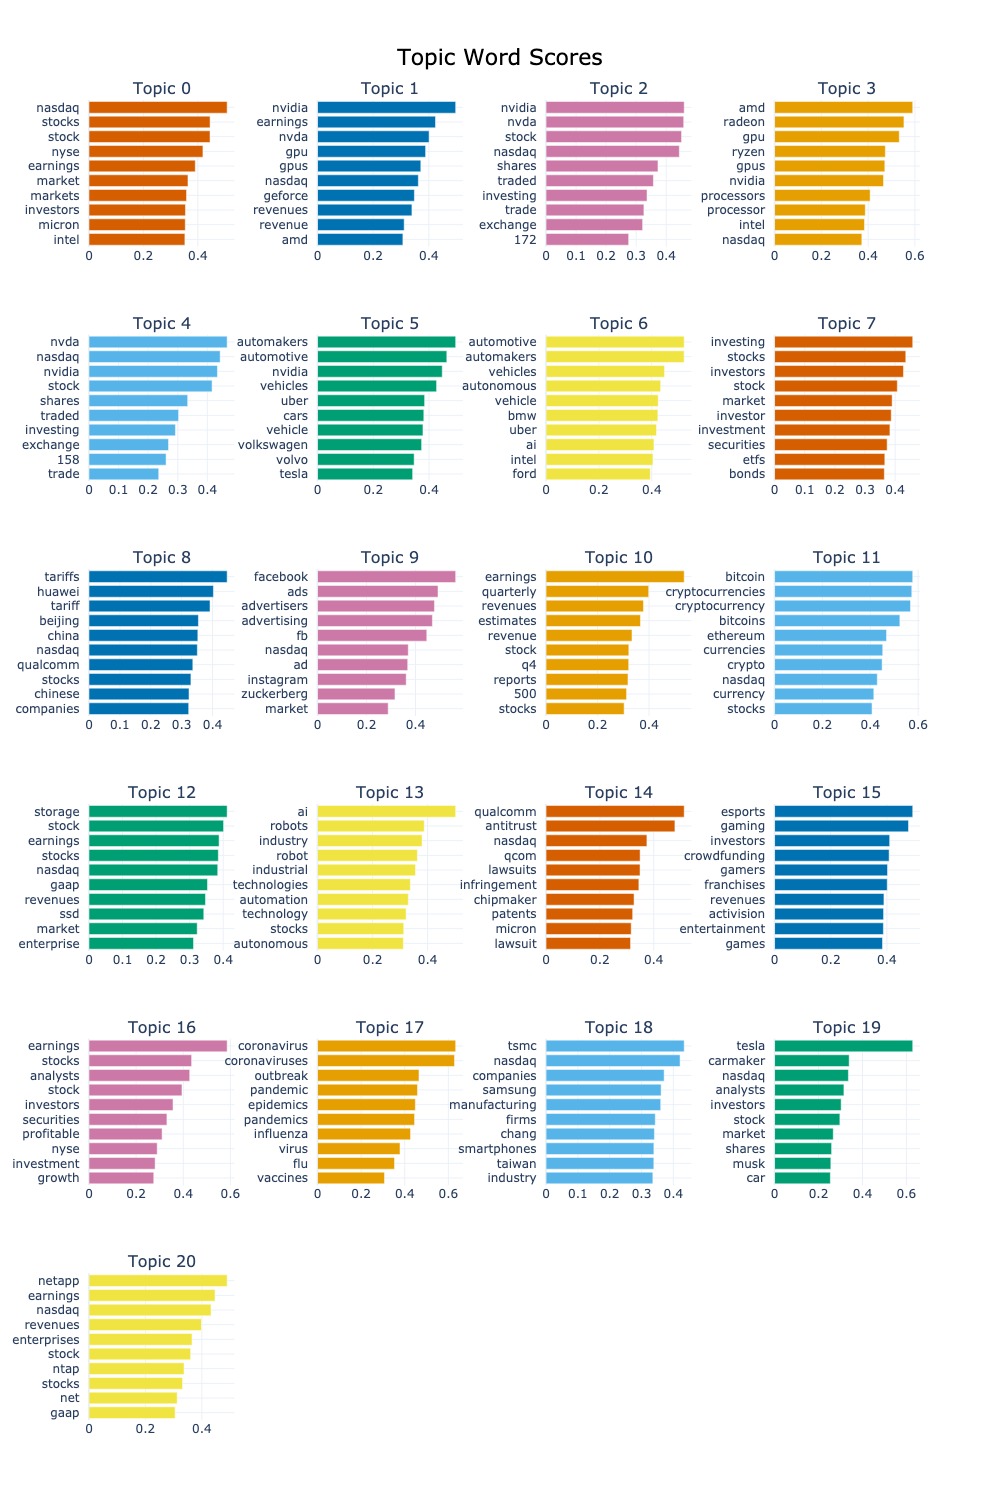 Topic Word Scores
Topic 0
nasdaq
stocks
stock
nyse
earnings
market
markets
investors
micron
intel
0 0.2 0.4
Topic 1
nvidia
earnings
nvda
gpu
gpus
nasdaq
geforce
revenues
revenue
amd
0 0.2 0.4
Topic 2
nvidia
nvda
stock
nasdaq
shares
traded
investing
trade
exchange
172
0 0.1 0.2 0.3 0.4
Topic 3
amd
radeon
gpu
ryzen
gpus
nvidia
processors
processor
intel
nasdaq
0 0.2 0.4 0.6
Topic 4
nvda
nasdaq
nvidia
stock
shares
traded
investing
exchange
158
trade
0 0.1 0.2 0.3 0.4
Topic 5
automakers
automotive
nvidia
vehicles
uber
cars
vehicle
volkswagen
volvo
tesla
0 0.2 0.4
Topic 6
automotive
automakers
vehicles
autonomous
vehicle
bmw
uber
ai
intel
ford
0 0.2 0.4
Topic 7
investing
stocks
investors
stock
market
investor
investment
securities
etfs
bonds
0 0.1 0.2 0.3 0.4
Topic 8
tariffs
huawei
tariff
beijing
china
nasdaq
qualcomm
stocks
chinese
companies
0 0.1 0.2 0.3 0.4
Topic 9
facebook
ads
advertisers
advertising
fb
nasdaq
ad
instagram
zuckerberg
market
0 0.2 0.4
Topic 10
earnings
quarterly
revenues
estimates
revenue
stock
q4
reports
500
stocks
0 0.2 0.4
Topic 11
bitcoin
cryptocurrencies
cryptocurrency
bitcoins
ethereum
currencies
crypto
nasdaq
currency
stocks
0 0.2 0.4 0.6
Topic 12
storage
stock
earnings
stocks
nasdaq
gaap
revenues
ssd
market
enterprise
0 0.1 0.2 0.3 0.4
Topic 13
ai
robots
industry
robot
industrial
technologies
automation
technology
stocks
autonomous
0 0.2 0.4
Topic 14
qualcomm
antitrust
nasdaq
qcom
lawsuits
infringement
chipmaker
patents
micron
lawsuit
0 0.2 0.4
Topic 15
esports
gaming
investors
crowdfunding
gamers
franchises
revenues
activision
entertainment
games
0 0.2 0.4
Topic 16
earnings
stocks
analysts
stock
investors
securities
profitable
nyse
investment
growth
0 0.2 0.4 0.6
Topic 17
coronavirus
coronaviruses
outbreak
pandemic
epidemics
pandemics
influenza
virus
flu
vaccines
0 0.2 0.4 0.6
Topic 18
tsmc
nasdaq
companies
samsung
manufacturing
firms
chang
smartphones
taiwan
industry
0 0.1 0.2 0.3 0.4
Topic 19
tesla
carmaker
nasdaq
analysts
investors
stock
market
shares
musk
car
0 0.2 0.4 0.6
Topic 20
netapp
earnings
nasdaq
revenues
enterprises
stock
ntap
stocks
net
gaap
0 0.2 0.4